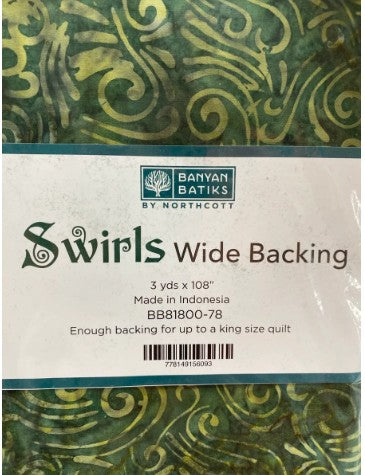 BANYAN
BATIKS
BY NORTHCOTT
Swirls Wide Backing
3 yds x 108"
Made in Indonesia
BB81800-78
Enough backing for up to a king size quilt
778149156093